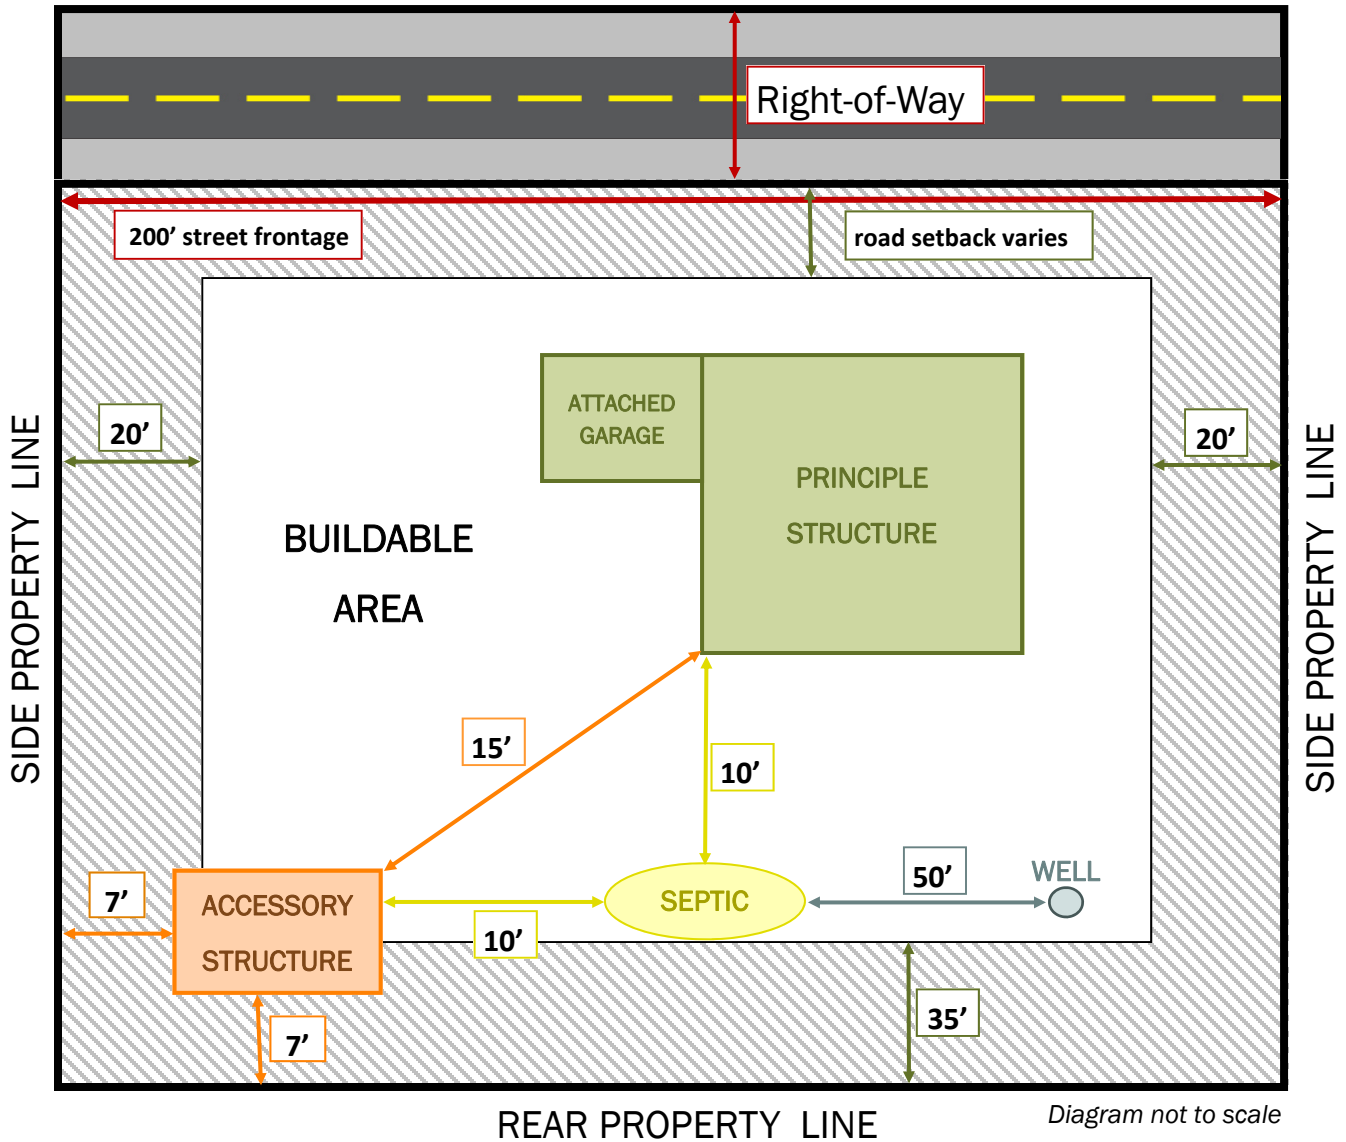 Right-of-Way
200’ street frontage
road setback varies
ATTACHED
GARAGE
20’
20’
PRINCIPLE
STRUCTURE
SIDE PROPERTY LINE
SIDE PROPERTY LINE
BUILDABLE
AREA
15’
10’
WELL
50’
7’
ACCESSORY
STRUCTURE
SEPTIC
10’
35’
7’
REAR PROPERTY LINE
Diagram not to scale